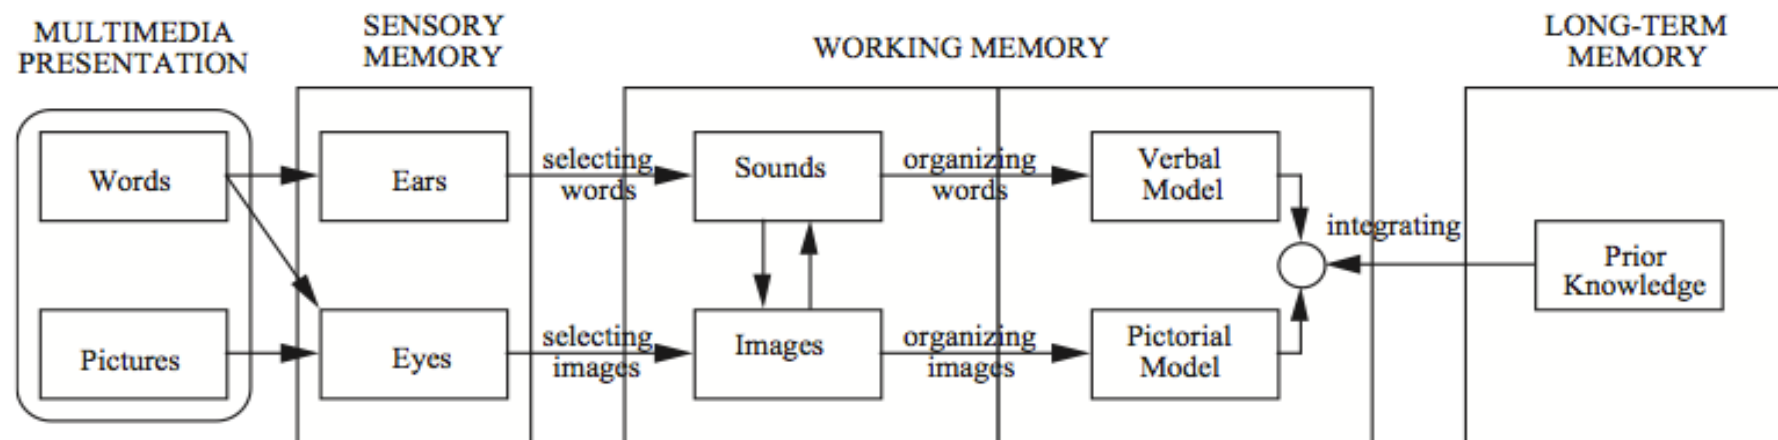 MULTIMEDIA
PRESENTATION
SENSORY
MEMORY
WORKING MEMORY
LONG-TERM
MEMORY
Words
Ears
selecting
words
Sounds
organizing
words
Verbal
Model
integrating
Prior
Knowledge
Pictures
Eyes
selecting
images
Images
organizing
images
Pictorial
Model